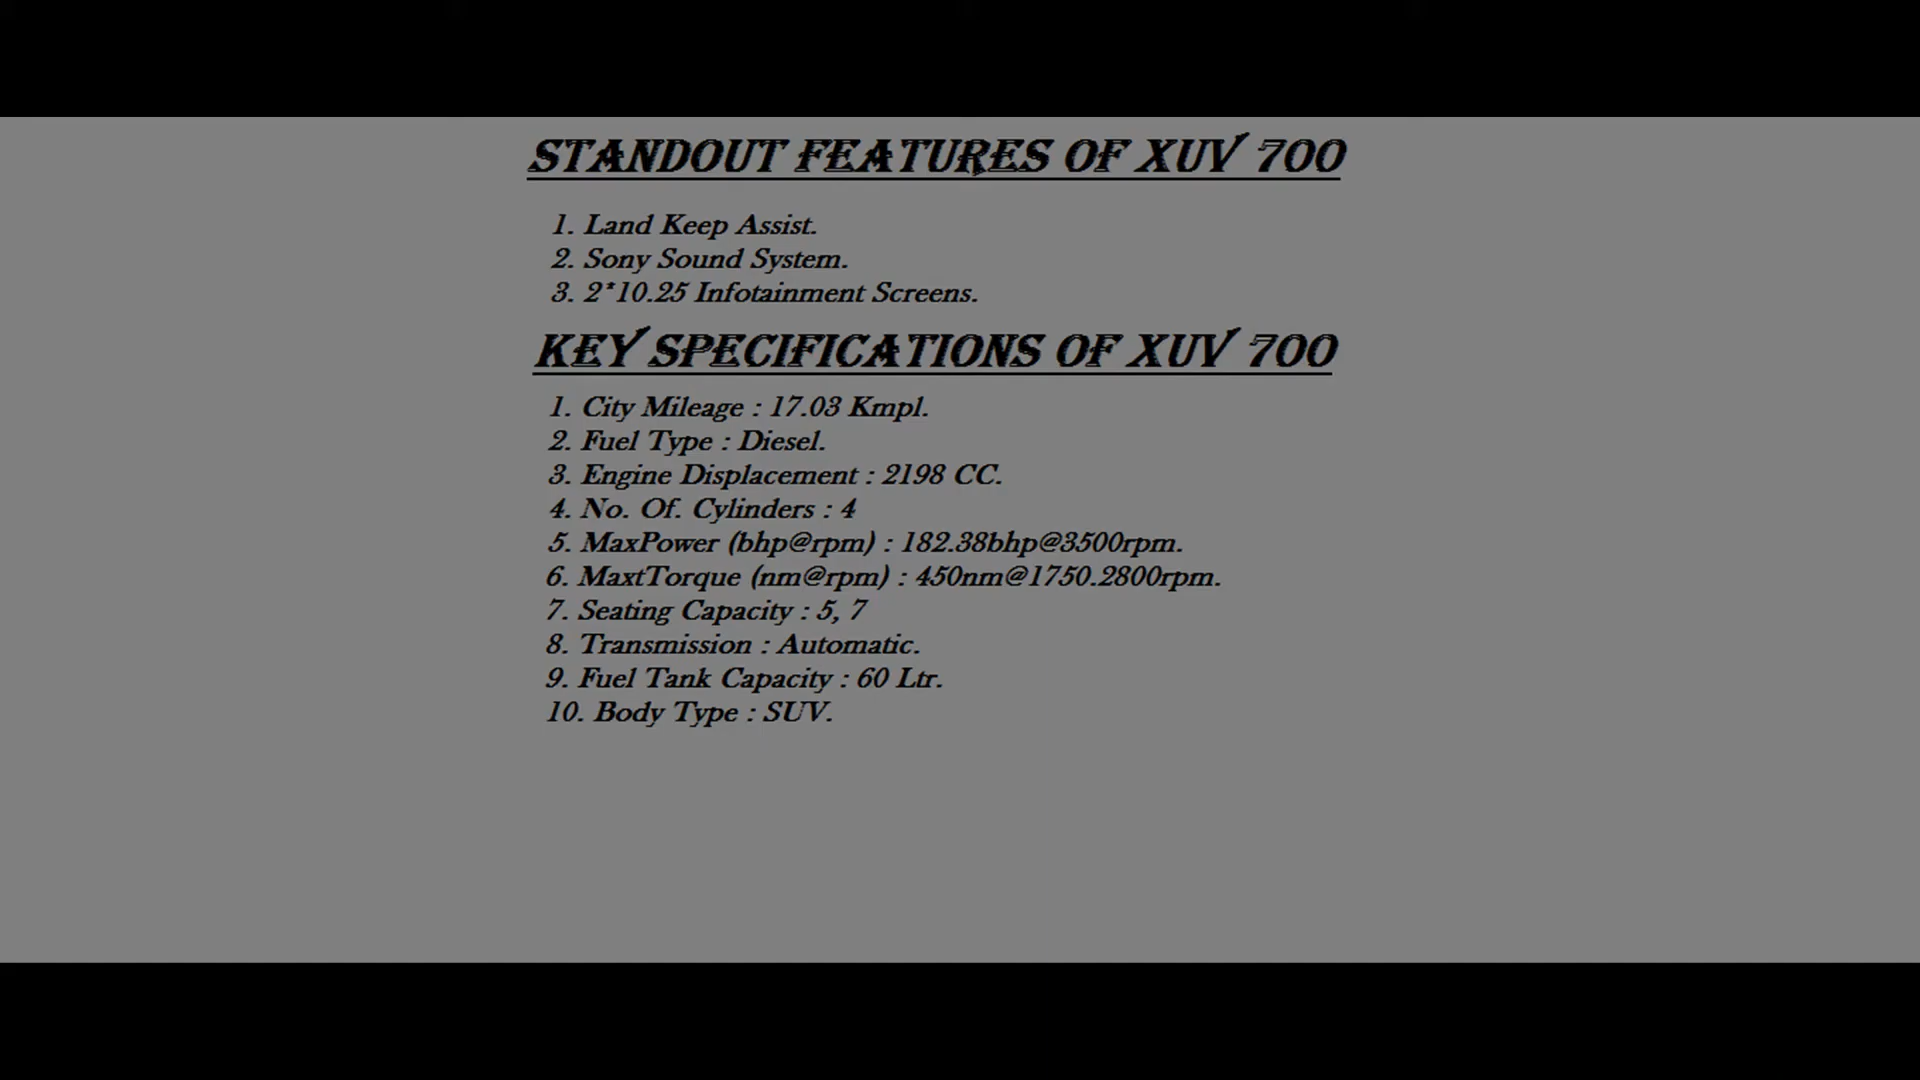 STANDOUT FEATURES OF XUV 700
1. Land Keep Assist.
2. Sony Sound System.
3. 2*10.25 Infotainment Screens.
KEY SPECIFICATIONS OF XUV 700
1. City Mileage : 17.03 Kmpl.
2. Fuel Type : Diesel.
3. Engine Displacement : 2198 CC.
4. No. Of. Cylinders : 4
5. MaxPower (bhp@rpm) : 182.38bhp@3500rpm.
6. MaxtTorque (nm@rpm) : 450nm@1750.2800rpm.
7. Seating Capacity : 5, 7
8. Transmission : Automatic.
9. Fuel Tank Capacity : 60 Ltr.
10. Body Type : SUV.